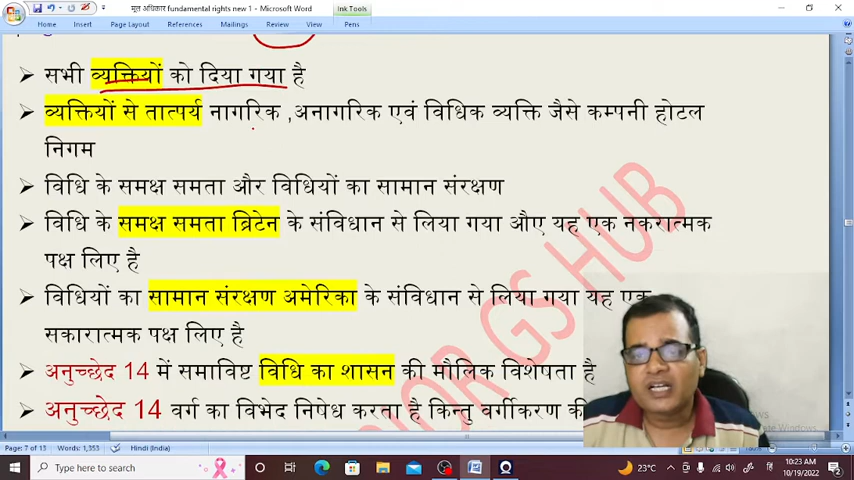 मूल अधिकार fundamental rights new 1 - Microsoft Word
Ink Tools
Home Insert Page Layout References Mailings Review View Pens
सभी व्यक्तियों को दिया गया है
व्यक्तियों से तात्पर्य नागरिक ,अनागरिक एवं विधिक व्यक्ति जैसे कम्पनी होटल
निगम
विधि के समक्ष समता और विधियों का सामान संरक्षण
विधि के समक्ष समता ब्रिटेन के संविधान से लिया गया औए यह एक नकरात्मक
पक्ष लिए है
विधियों का सामान संरक्षण अमेरिका के संविधान से लिया गया यह एक
सकारात्मक पक्ष लिए है
अनुच्छेद 14 में समाविष्ट विधि का शासन की मौलिक विशेषता है
अनुच्छेद 14 वर्ग का विभेद निषेध करता है किन्तु वर्गीकरण की
GS HUB
Page: 7 of 13 Words: 1,353 Hindi (India)
Type here to search
23°C
10:23 AM
10/19/2022